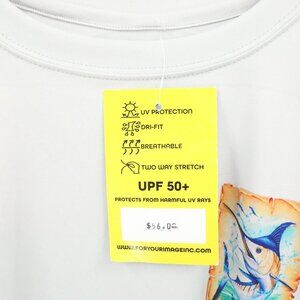 UV PROTECTION
DRI-FIT
BREATHABLE
TWO WAY STRETCH
UPF 50+
PROTECTS FROM HARMFUL UV RAYS
$56.00
WWW.FORYOURIMAGEINC.COM